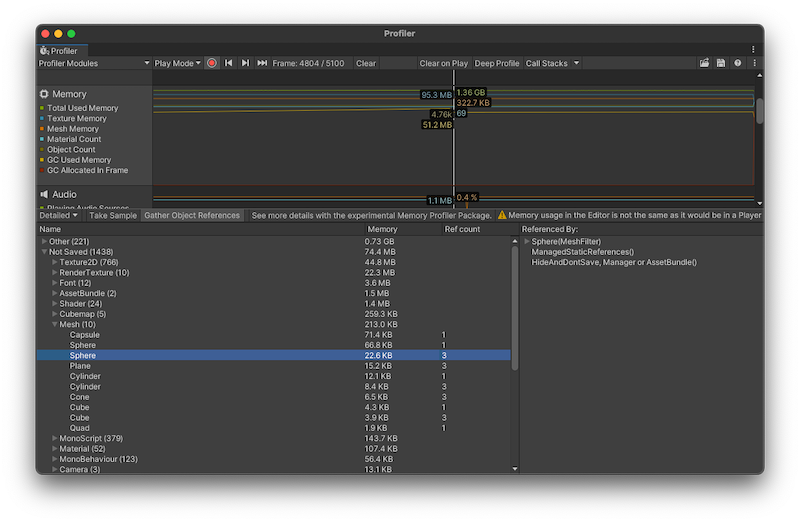 Profiler
Profiler
Profiler Modules Play Mode Frame: 4804 / 5100 Clear Clear on Play Deep Profile Call Stacks
Memory
Total Used Memory
Texture Memory
Mesh Memory
Material Count
Object Count
GC Used Memory
GC Allocated In Frame
95.3 MB 1.36 GB
322.7 KB
4.76k 69
51.2 MB
Audio
Playing Audio Sources
1.1 MB 0.4 %
Detailed Take Sample Gather Object References See more details with the experimental Memory Profiler Package. Memory usage in the Editor is not the same as it would be in a Player
Name Memory Ref count Referenced By:
Other (221) 0.73 GB Sphere(MeshFilter)
Not Saved (1438) 74.4 MB ManagedStaticReferences()
Texture2D (766) 44.8 MB HideAndDontSave, Manager or AssetBundle()
RenderTexture (10) 22.3 MB
Font (12) 3.6 MB
AssetBundle (2) 1.5 MB
Shader (24) 1.4 MB
Cubemap (5) 259.3 KB
Mesh (10) 213.0 KB
Capsule 71.4 KB 1
Sphere 66.8 KB 1
Sphere 22.6 KB 3
Plane 15.2 KB 3
Cylinder 12.1 KB 1
Cylinder 8.4 KB 3
Cone 6.5 KB 3
Cube 4.3 KB 1
Cube 3.9 KB 3
Quad 1.9 KB 1
MonoScript (379) 143.7 KB
Material (52) 107.4 KB
MonoBehaviour (123) 56.4 KB
Camera (3) 13.1 KB